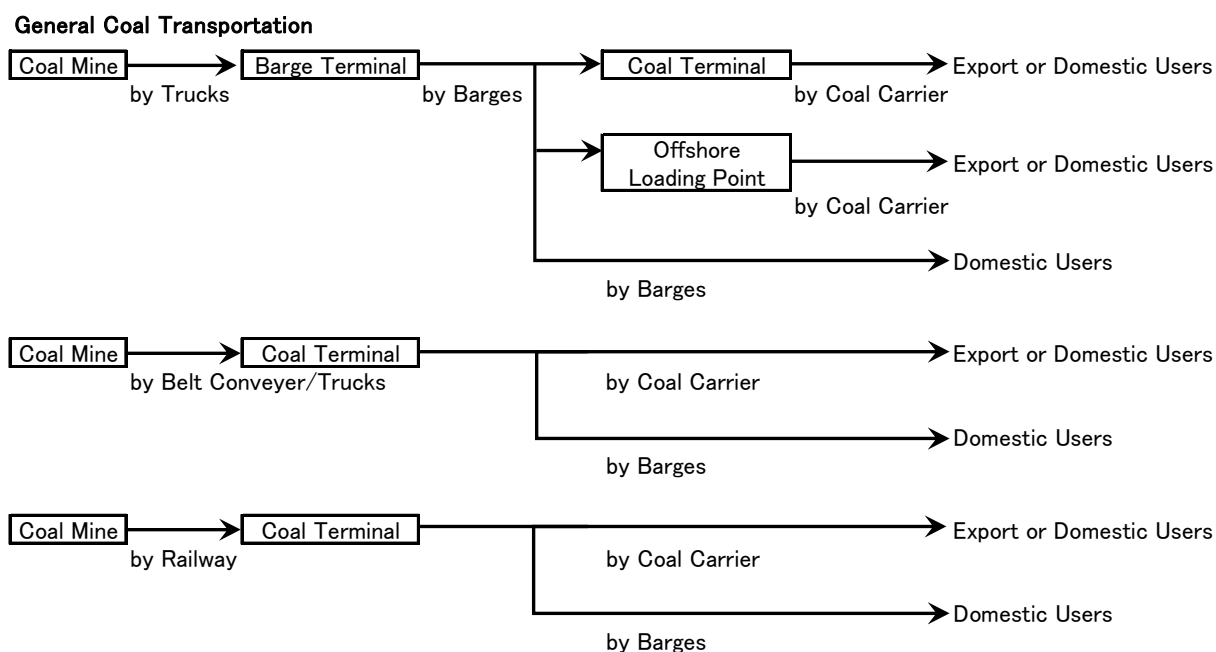 General Coal Transportation
Coal Mine
by Trucks
Barge Terminal
by Barges
Coal Terminal
by Coal Carrier
Export or Domestic Users
Offshore
Loading Point
by Coal Carrier
Export or Domestic Users
by Barges
Domestic Users
Coal Mine
by Belt Conveyer/Trucks
Coal Terminal
by Coal Carrier
Export or Domestic Users
by Barges
Domestic Users
Coal Mine
by Railway
Coal Terminal
by Coal Carrier
Export or Domestic Users
by Barges
Domestic Users